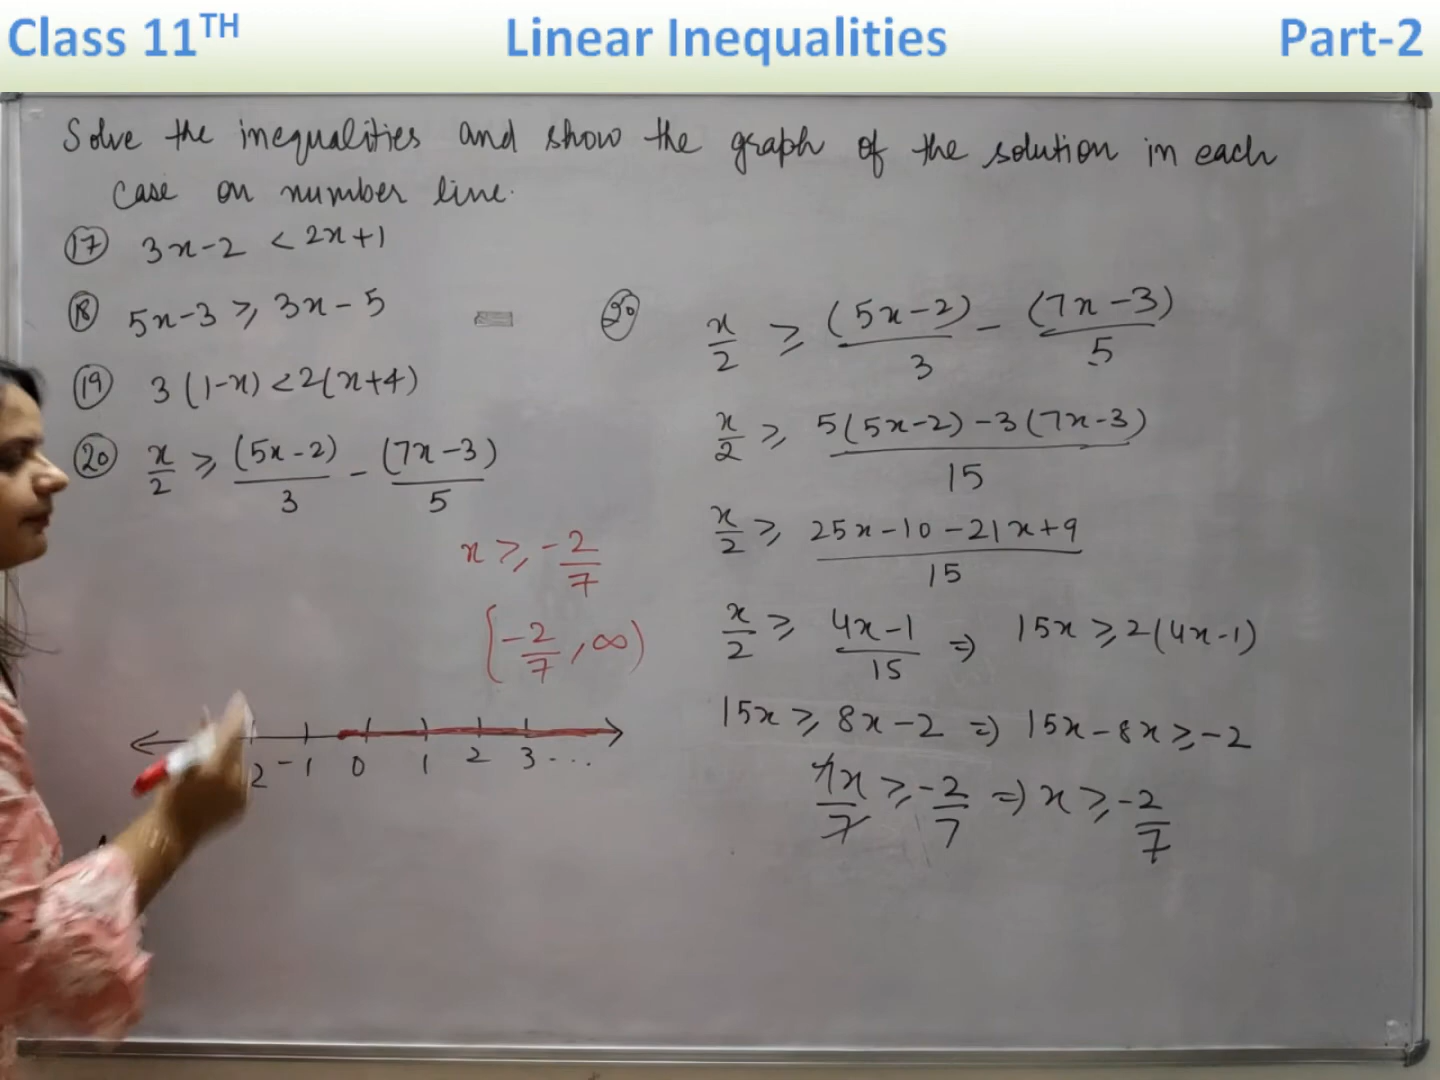 Class 11TH Linear Inequalities Part-2
Solve the inequalities and show the graph of the solution in each
case on number line.
(17) 3x-2 < 2x+1
(18) 5x-3 ≥ 3x-5
(19) 3(1-x) < 2(x+4)
(20) x/2 ≥ (5x-2)/3 - (7x-3)/5
x ≥ -2/7
[-2/7, ∞)
2 -1 0 1 2 3...
(20) x/2 ≥ (5x-2)/3 - (7x-3)/5
x/2 ≥ 5(5x-2)-3(7x-3)/15
x/2 ≥ 25x-10-21x+9/15
x/2 ≥ 4x-1/15 ⇒ 15x ≥ 2(4x-1)
15x ≥ 8x-2 ⇒ 15x-8x ≥ -2
7x/7 ≥ -2/7 ⇒ x ≥ -2/7